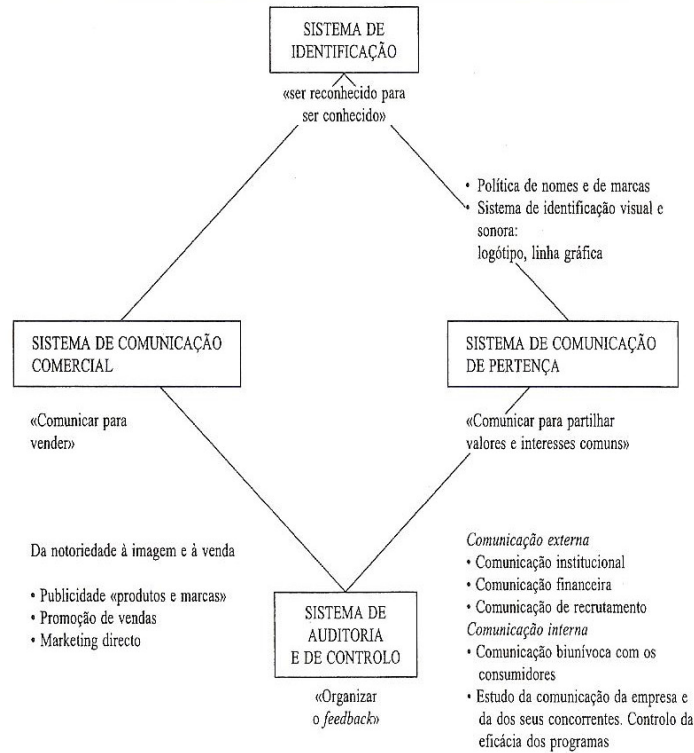 SISTEMA DE
IDENTIFICAÇÃO
«ser reconhecido para
ser conhecido»
• Política de nomes e de marcas
• Sistema de identificação visual e
sonora:
logótipo, linha gráfica
SISTEMA DE COMUNICAÇÃO
COMERCIAL
SISTEMA DE COMUNICAÇÃO
DE PERTENÇA
«Comunicar para
vender»
«Comunicar para partilhar
valores e interesses comuns»
Da notoriedade à imagem e à venda
• Publicidade «produtos e marcas»
• Promoção de vendas
• Marketing directo
SISTEMA DE
AUDITORIA
E DE CONTROLO
«Organizar
o feedback»
Comunicação externa
• Comunicação institucional
• Comunicação financeira
• Comunicação de recrutamento
Comunicação interna
• Comunicação biunívoca com os
consumidores
• Estudo da comunicação da empresa e
da dos seus concorrentes. Controlo da
eficácia dos programas